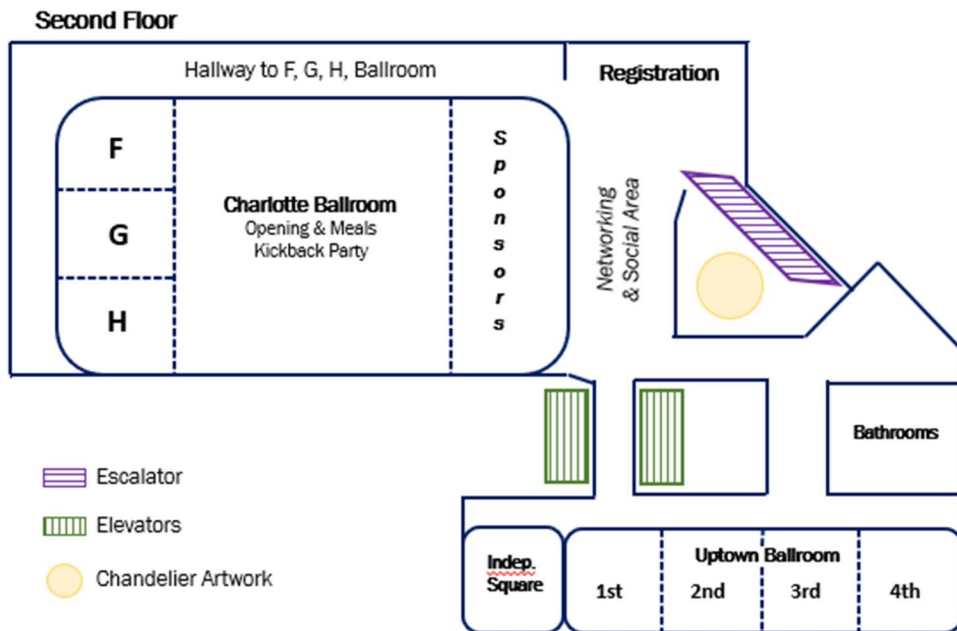 Second Floor
Hallway to F, G, H, Ballroom
Registration
F
G
H
Charlotte Ballroom
Opening & Meals
Kickback Party
Sponsors
Networking
& Social Area
Bathrooms
Escalator
Elevators
Chandelier Artwork
Indep.
Square
Uptown Ballroom
1st
2nd
3rd
4th